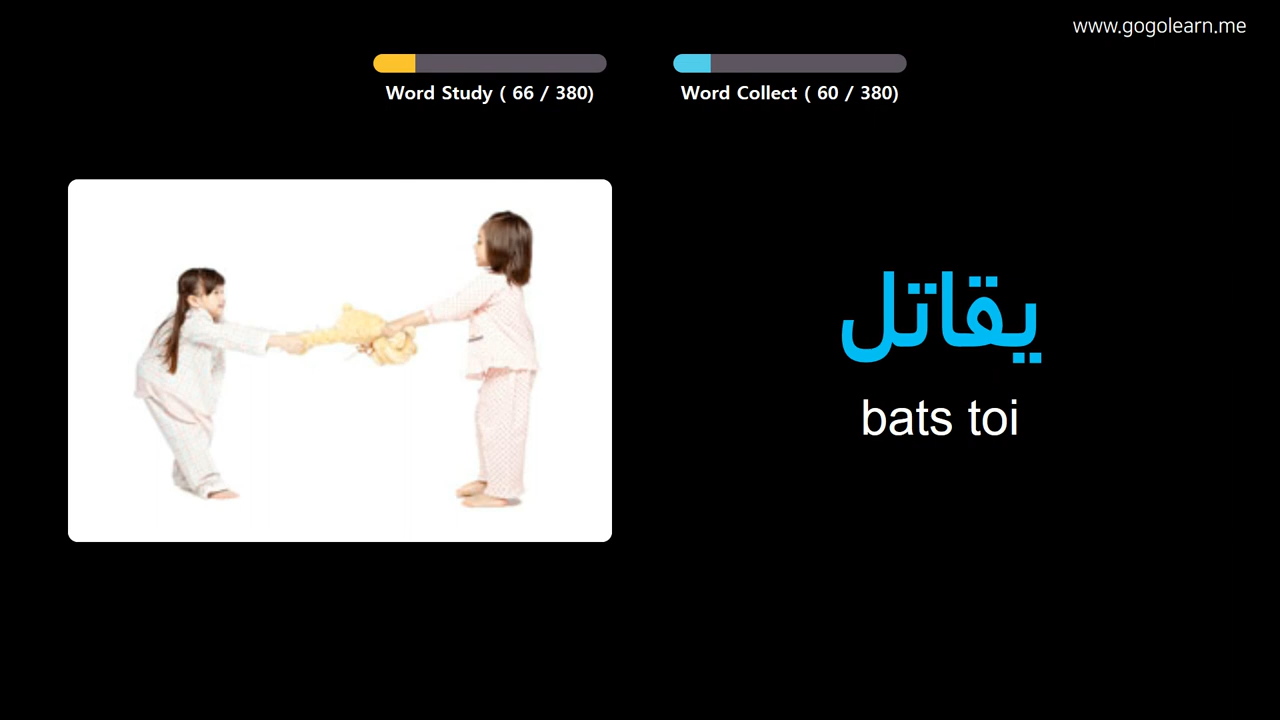 www.gogolearn.me
Word Study ( 66 / 380)
Word Collect ( 60 / 380)
يقاتل
bats toi